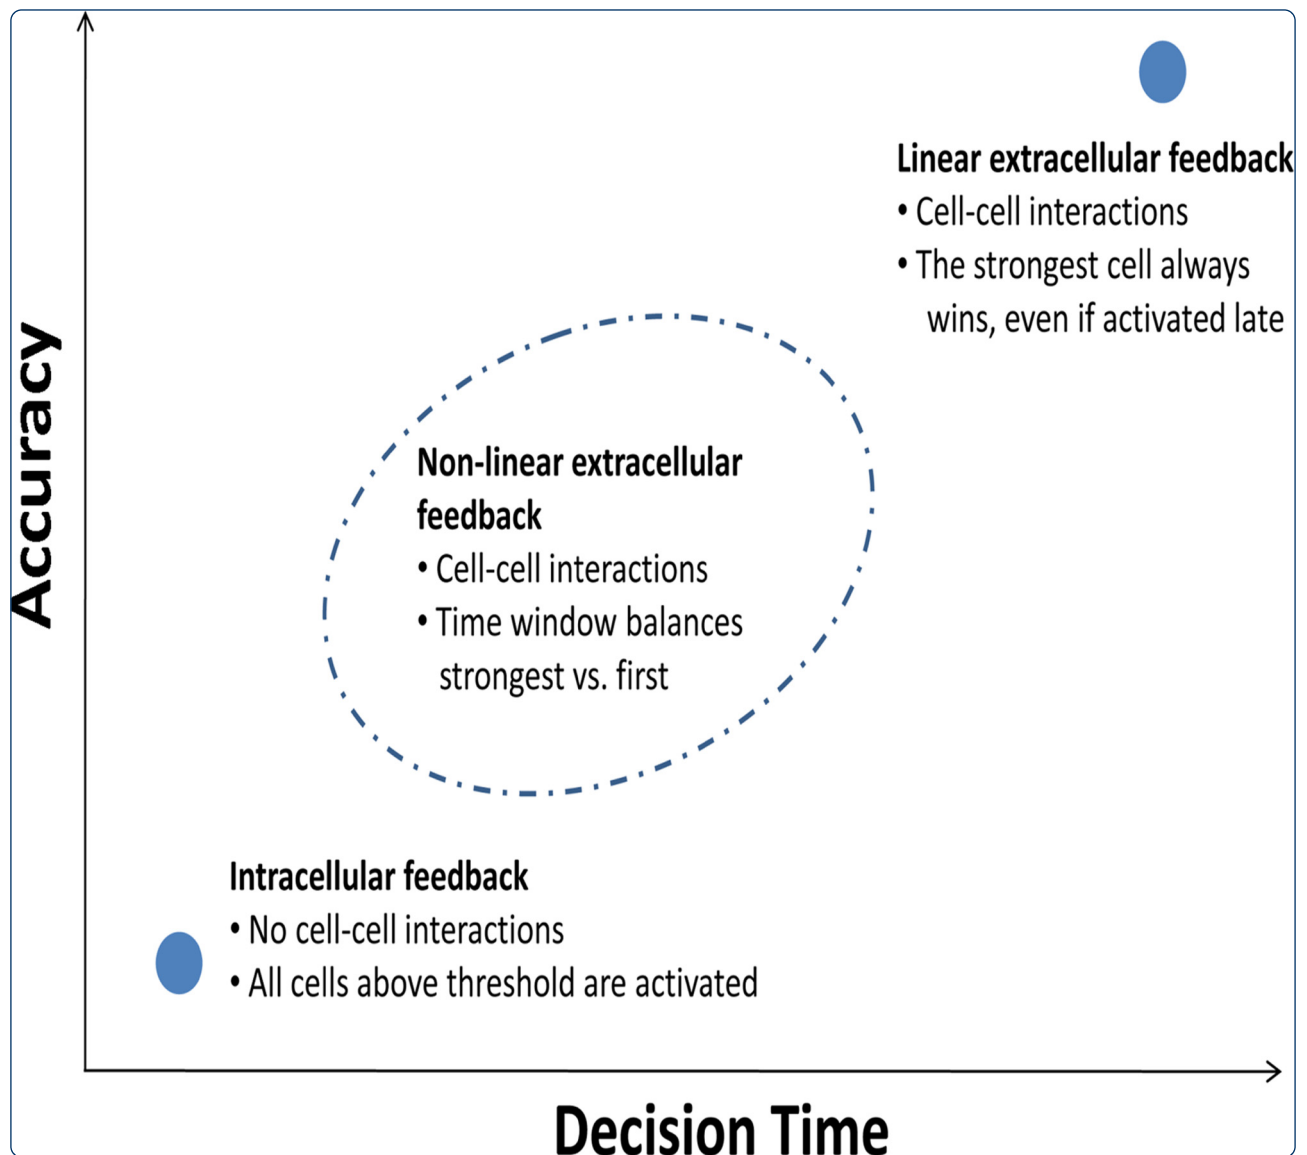 Accuracy
Linear extracellular feedback
• Cell-cell interactions
• The strongest cell always
wins, even if activated late
Non-linear extracellular
feedback
• Cell-cell interactions
• Time window balances
strongest vs. first
Intracellular feedback
• No cell-cell interactions
• All cells above threshold are activated
Decision Time